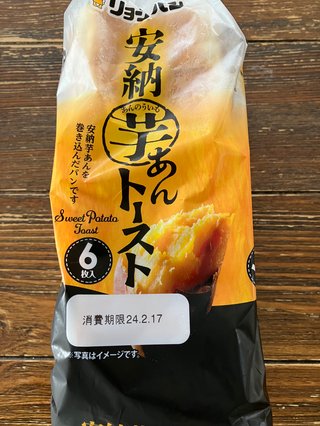 リョーユーパン
安納
芋あん
あんのういも
トースト
安納芋あんを
巻き込んだパンです
Sweet Potato
Toast
6
枚入
消費期限24.2.17
※写真はイメージです。